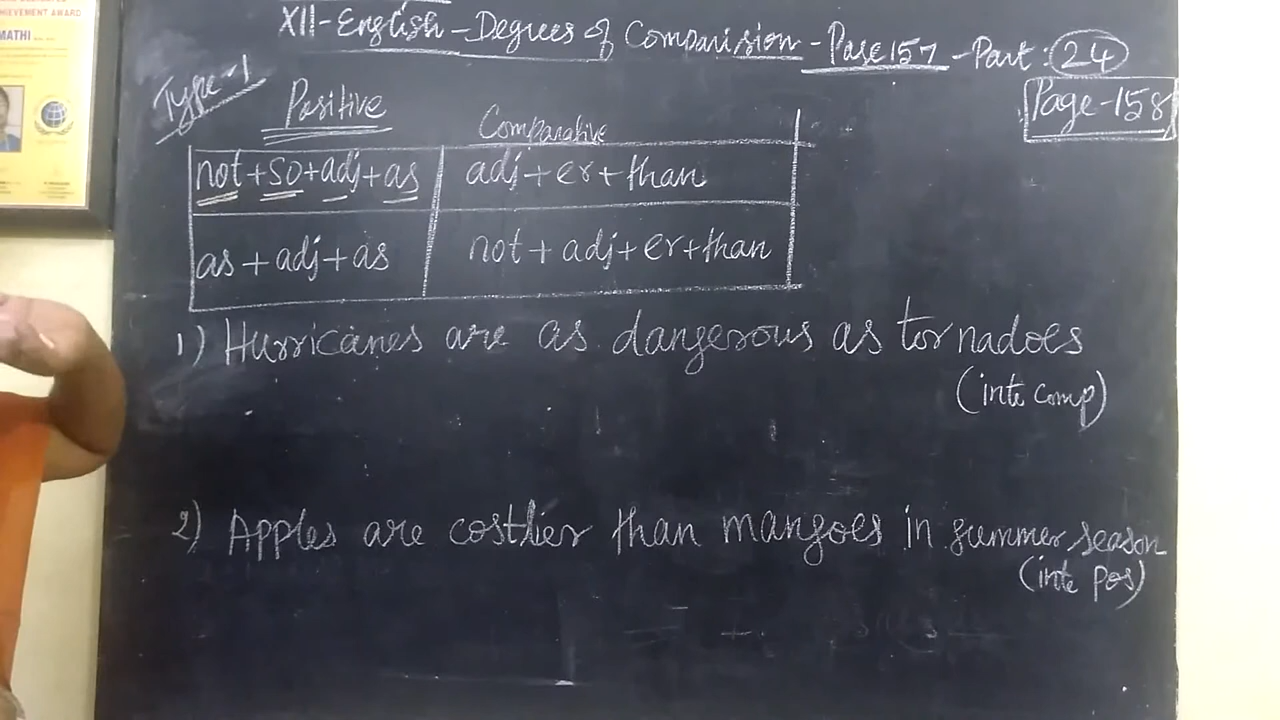 ACHIEVEMENT AWARD
MATHI
XII-English-Degrees of Comparision-Page 157-Part: 24
Page-158
Type-1
Positive
Comparative
not+so+adj+as
adj+er+than
as+adj+as
not+adj+er+than
1) Hurricanes are as dangerous as tornadoes
(into comp)
2) Apples are costlier than mangoes in summer season
(into pos)